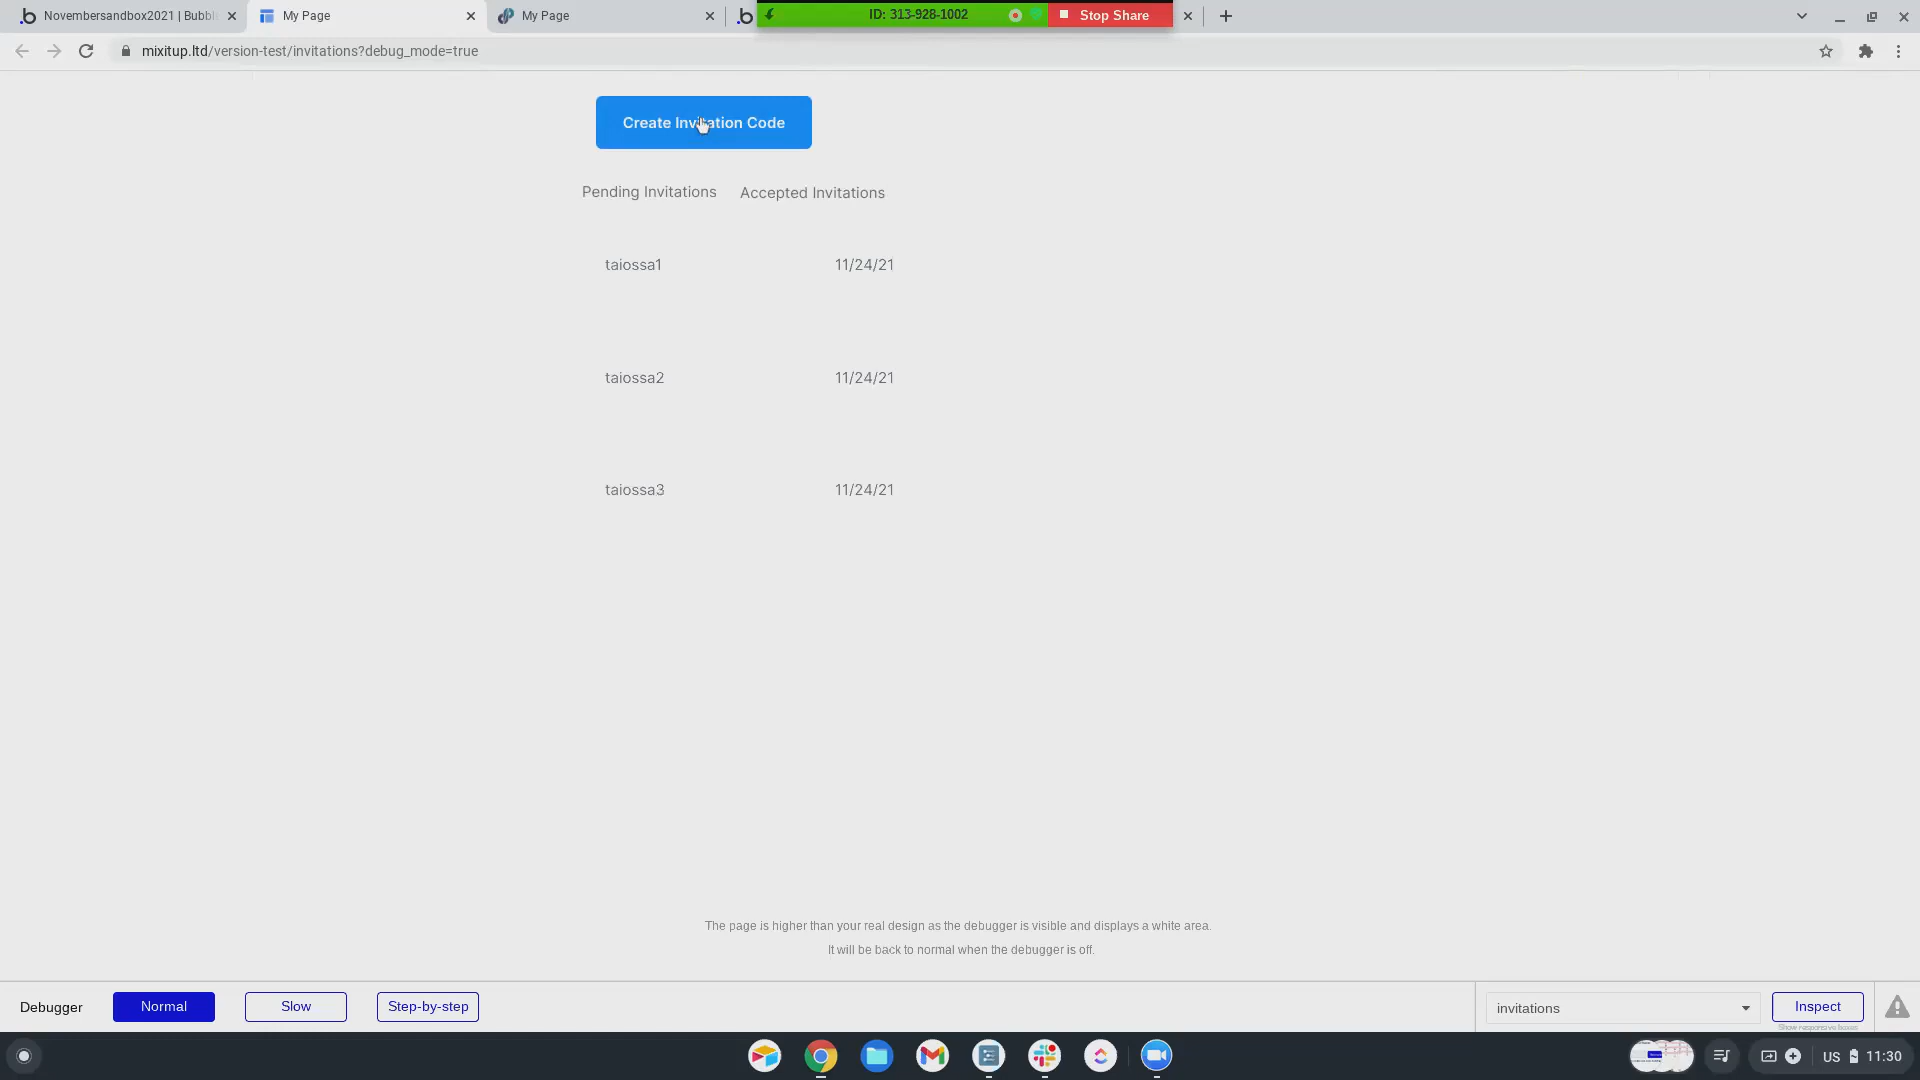 Novembersandbox2021 | Bubbl
My Page
My Page
ID: 313-928-1002
Stop Share
mixitup.ltd/version-test/invitations?debug_mode=true
Create Invitation Code
Pending Invitations
Accepted Invitations
taiossa1
11/24/21
taiossa2
11/24/21
taiossa3
11/24/21
The page is higher than your real design as the debugger is visible and displays a white area.
It will be back to normal when the debugger is off.
Debugger
Normal
Slow
Step-by-step
invitations
Inspect
Show responsive boxes
US
11:30